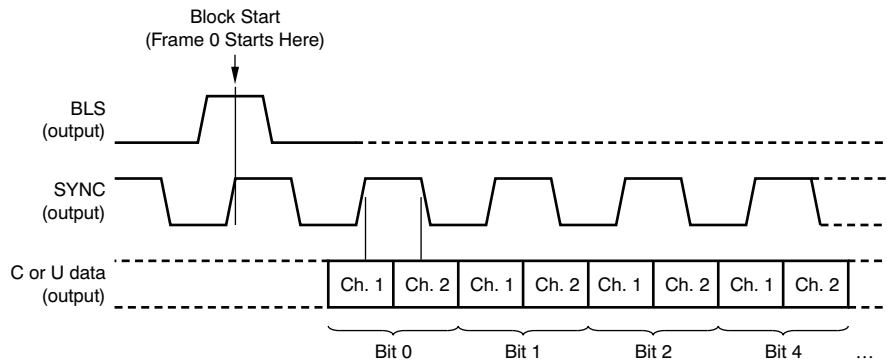 Block Start
(Frame 0 Starts Here)
BLS
(output)
SYNC
(output)
C or U data
(output)
Ch. 1 Ch. 2 Ch. 1 Ch. 2 Ch. 1 Ch. 2 Ch. 1 Ch. 2
Bit 0 Bit 1 Bit 2 Bit 4 ...